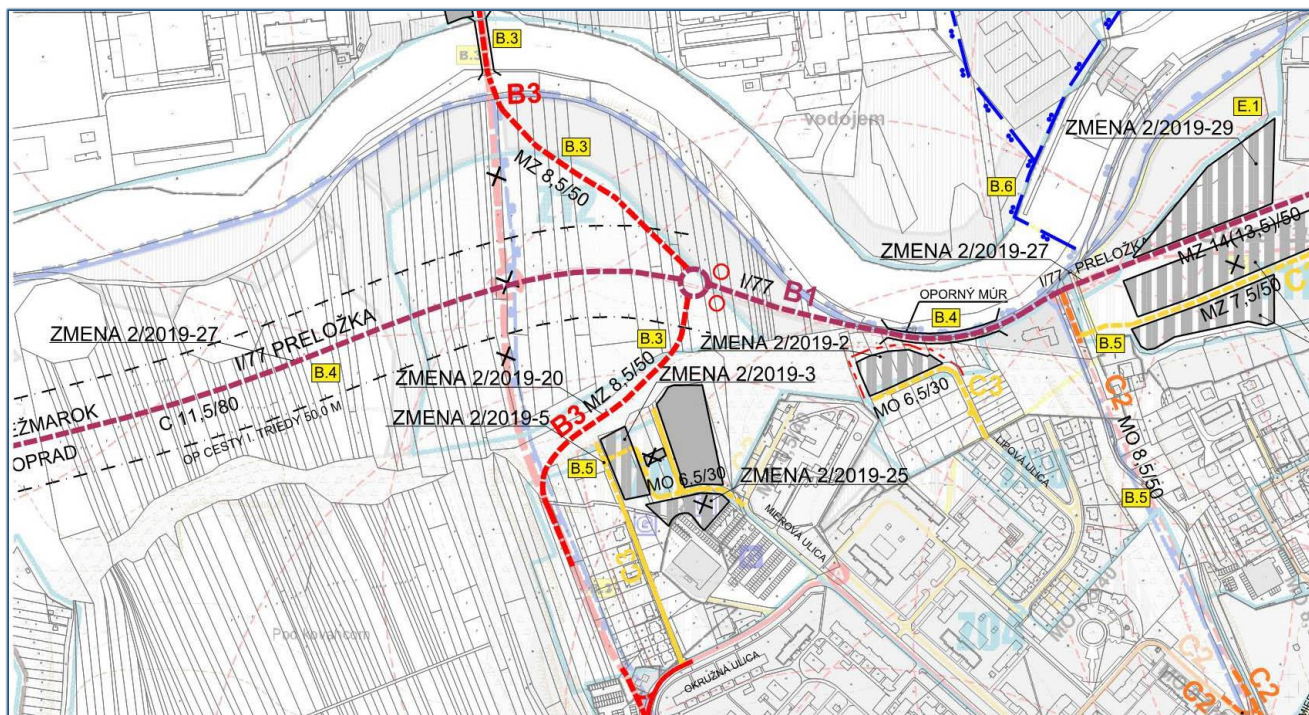 B.3
B.3
B3
B.3
MZ 8,5/50
vodojem
E.1
ZMENA 2/2019-29
B.6
ZMENA 2/2019-27
I/77 - PRELOŽKA
MZ 14(13,5)/50
MZ 7,5/50
I/77
B1
OPORNÝ MÚR
B.4
B.5
ZMENA 2/2019-27
I/77 PRELOŽKA
B.4
C 11,5/80
EŽMAROK
OPRAD
OP CESTY I. TRIEDY 50,0 M
B.3
MZ 8,5/50
B3
ZMENA 2/2019-2
ZMENA 2/2019-3
ZMENA 2/2019-20
ZMENA 2/2019-5
B.5
MO 6,5/30
ZMENA 2/2019-25
MO 6,5/30
C3
LIPOVÁ ULICA
MIEROVÁ ULICA
C2
MO 8,5/50
B.5
C3
Pod kovalcom
OKRUŽNÁ ULICA
C2
C2
C2